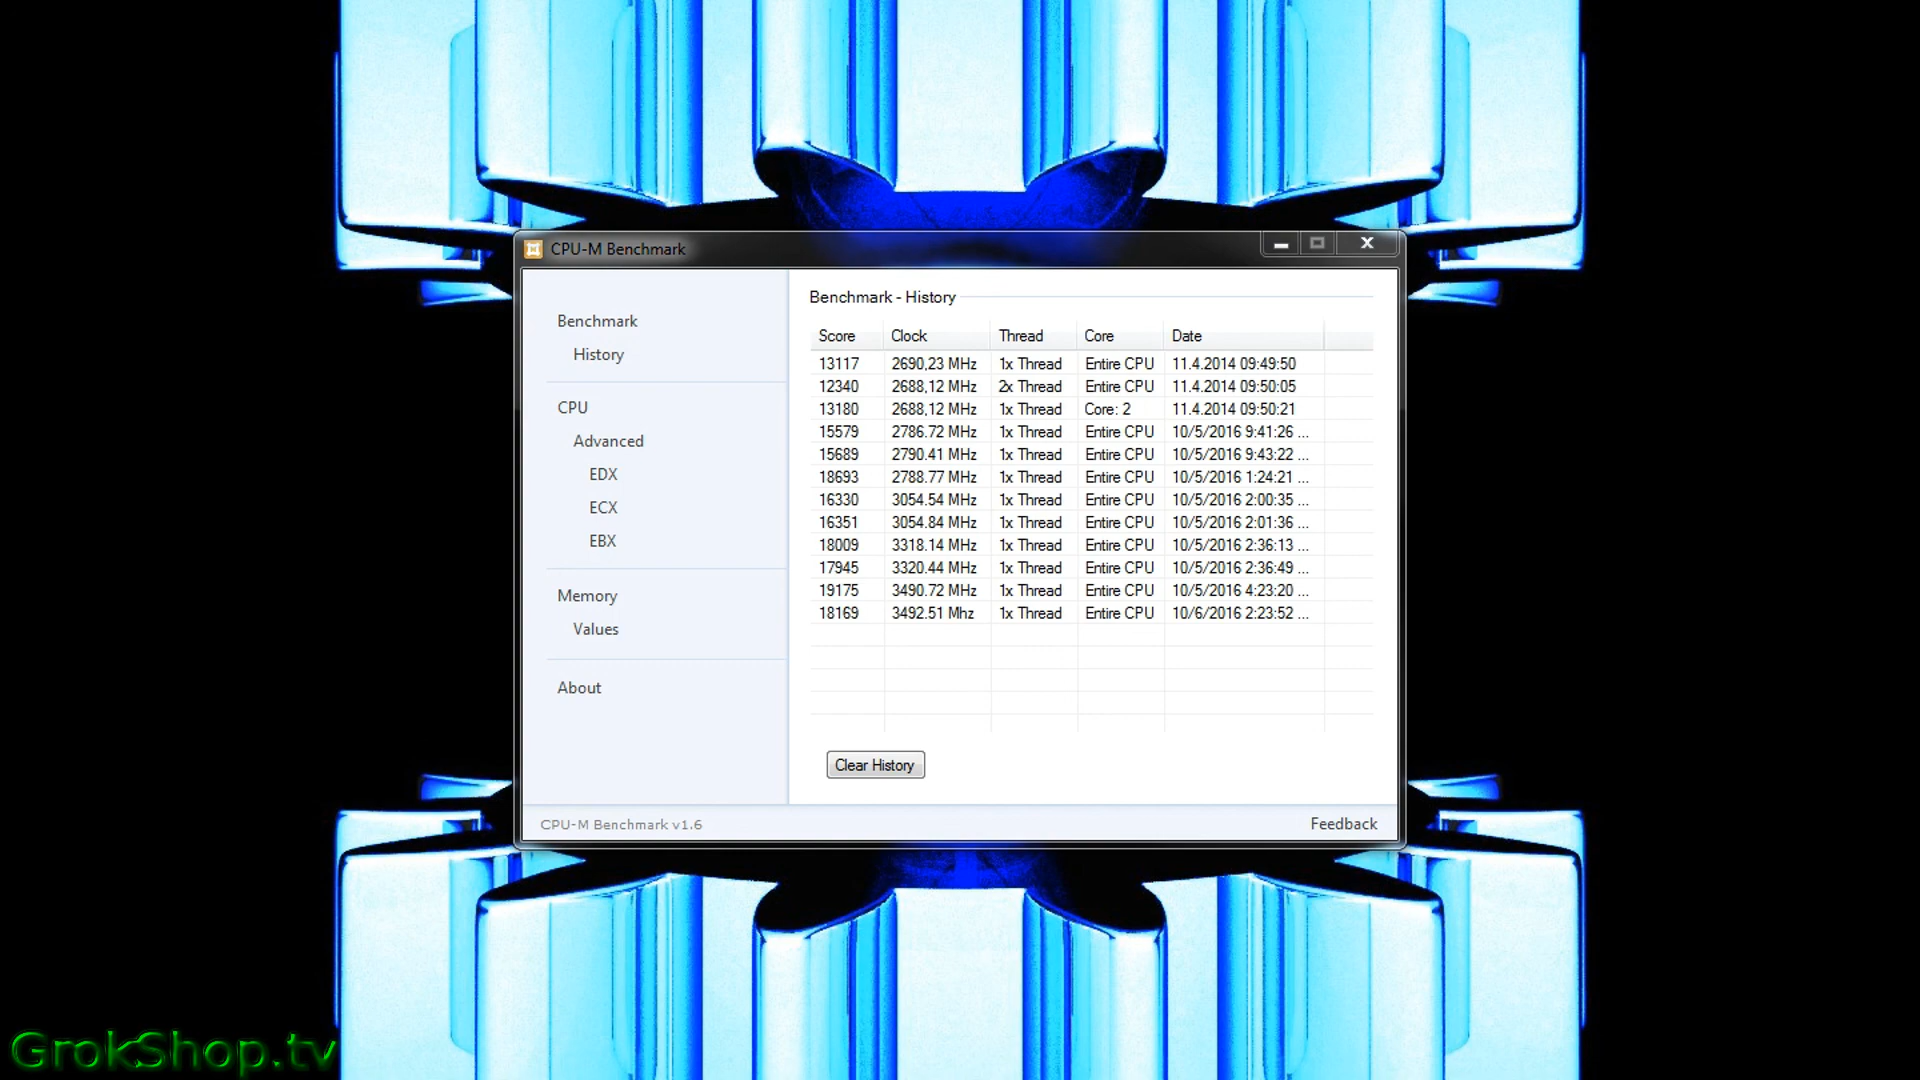 CPU-M Benchmark
Benchmark
History
CPU
Advanced
EDX
ECX
EBX
Memory
Values
About
Benchmark - History
Score Clock Thread Core Date
13117 2690,23 MHz 1x Thread Entire CPU 11.4.2014 09:49:50
12340 2688,12 MHz 2x Thread Entire CPU 11.4.2014 09:50:05
13180 2688,12 MHz 1x Thread Core: 2 11.4.2014 09:50:21
15579 2786.72 MHz 1x Thread Entire CPU 10/5/2016 9:41:26 ...
15689 2790.41 MHz 1x Thread Entire CPU 10/5/2016 9:43:22 ...
18693 2788.77 MHz 1x Thread Entire CPU 10/5/2016 1:24:21 ...
16330 3054.54 MHz 1x Thread Entire CPU 10/5/2016 2:00:35 ...
16351 3054.84 MHz 1x Thread Entire CPU 10/5/2016 2:01:36 ...
18009 3318.14 MHz 1x Thread Entire CPU 10/5/2016 2:36:13 ...
17945 3320.44 MHz 1x Thread Entire CPU 10/5/2016 2:36:49 ...
19175 3490.72 MHz 1x Thread Entire CPU 10/5/2016 4:23:20 ...
18169 3492.51 Mhz 1x Thread Entire CPU 10/6/2016 2:23:52 ...
Clear History
CPU-M Benchmark v1.6
Feedback
GrokShop.tv